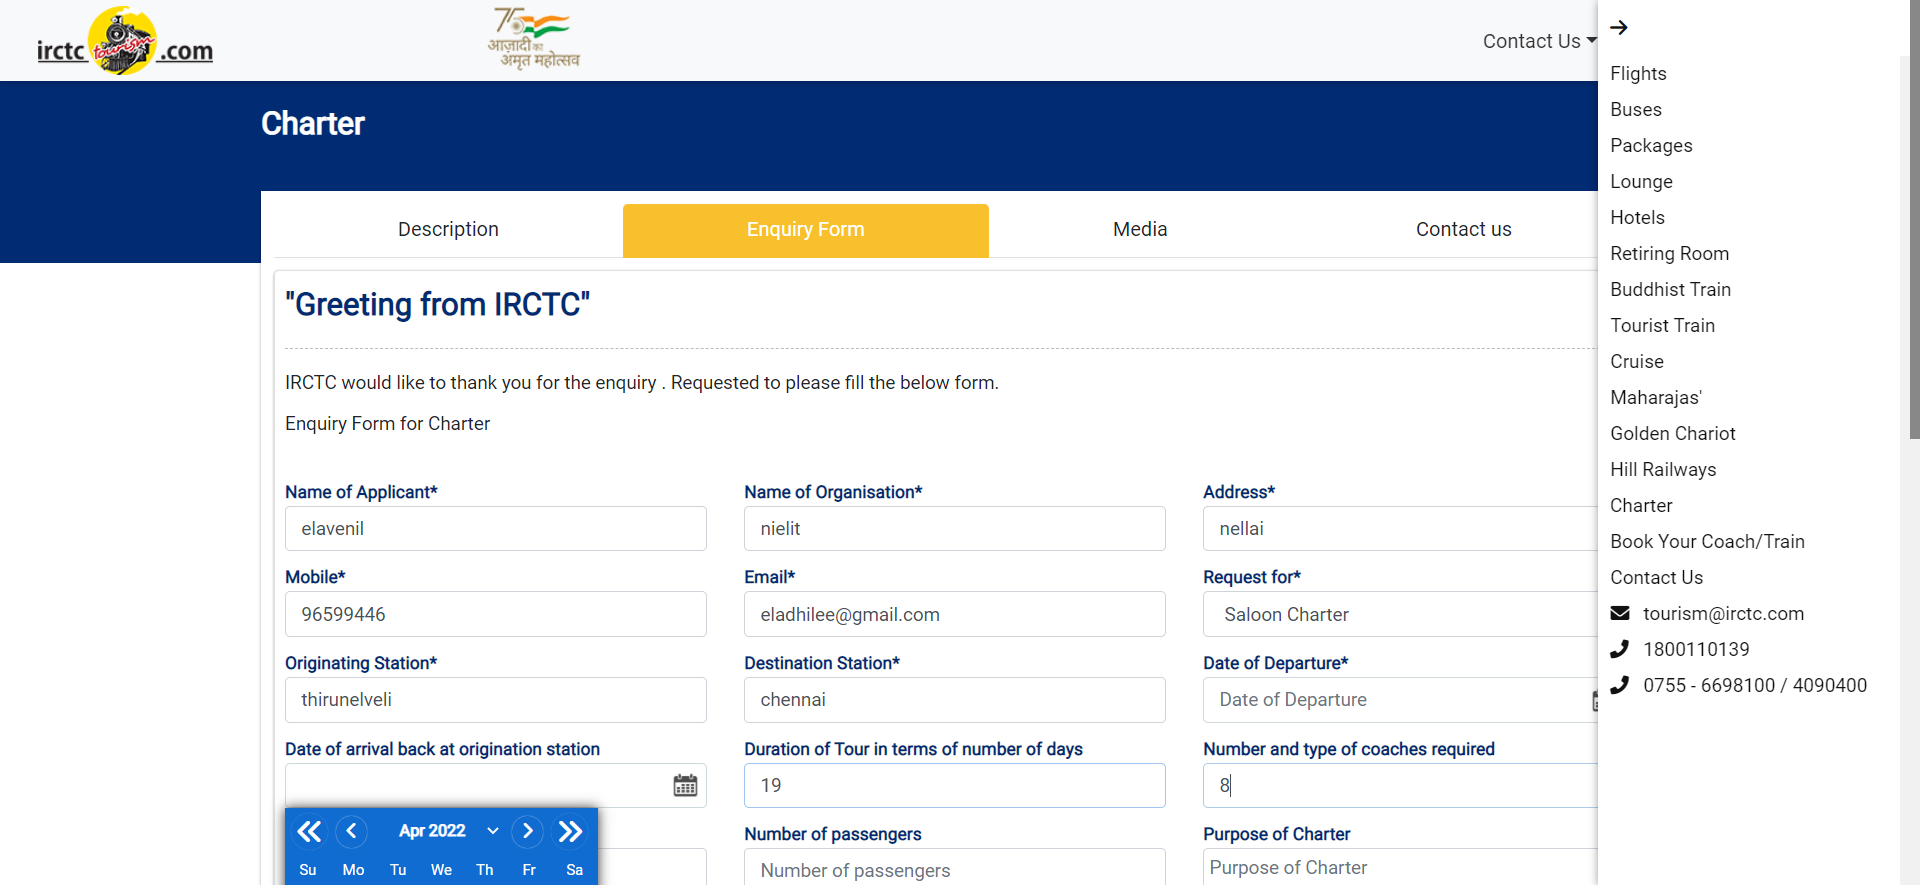 irctc tourism .com
75
आज़ादी का
अमृत महोत्सव
Contact Us
Charter
Description
Enquiry Form
Media
Contact us
"Greeting from IRCTC"
IRCTC would like to thank you for the enquiry . Requested to please fill the below form.
Enquiry Form for Charter
Name of Applicant*
Name of Organisation*
Address*
elavenil
nielit
nellai
Mobile*
Email*
Request for*
96599446
eladhilee@gmail.com
Saloon Charter
Originating Station*
Destination Station*
Date of Departure*
thirunelveli
chennai
Date of Departure
Date of arrival back at origination station
Duration of Tour in terms of number of days
Number and type of coaches required
19
8
Apr 2022
Su Mo Tu We Th Fr Sa
Number of passengers
Purpose of Charter
Number of passengers
Purpose of Charter
Flights
Buses
Packages
Lounge
Hotels
Retiring Room
Buddhist Train
Tourist Train
Cruise
Maharajas'
Golden Chariot
Hill Railways
Charter
Book Your Coach/Train
Contact Us
tourism@irctc.com
1800110139
0755 - 6698100 / 4090400